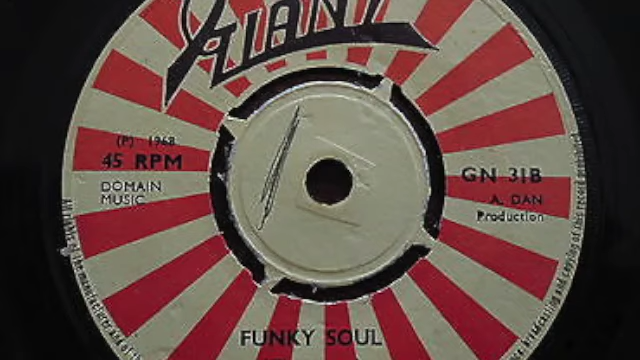 GIANT
(P) 1968
45 RPM
DOMAIN
MUSIC
GN 31B
A. DAN
Production
FUNKY SOUL